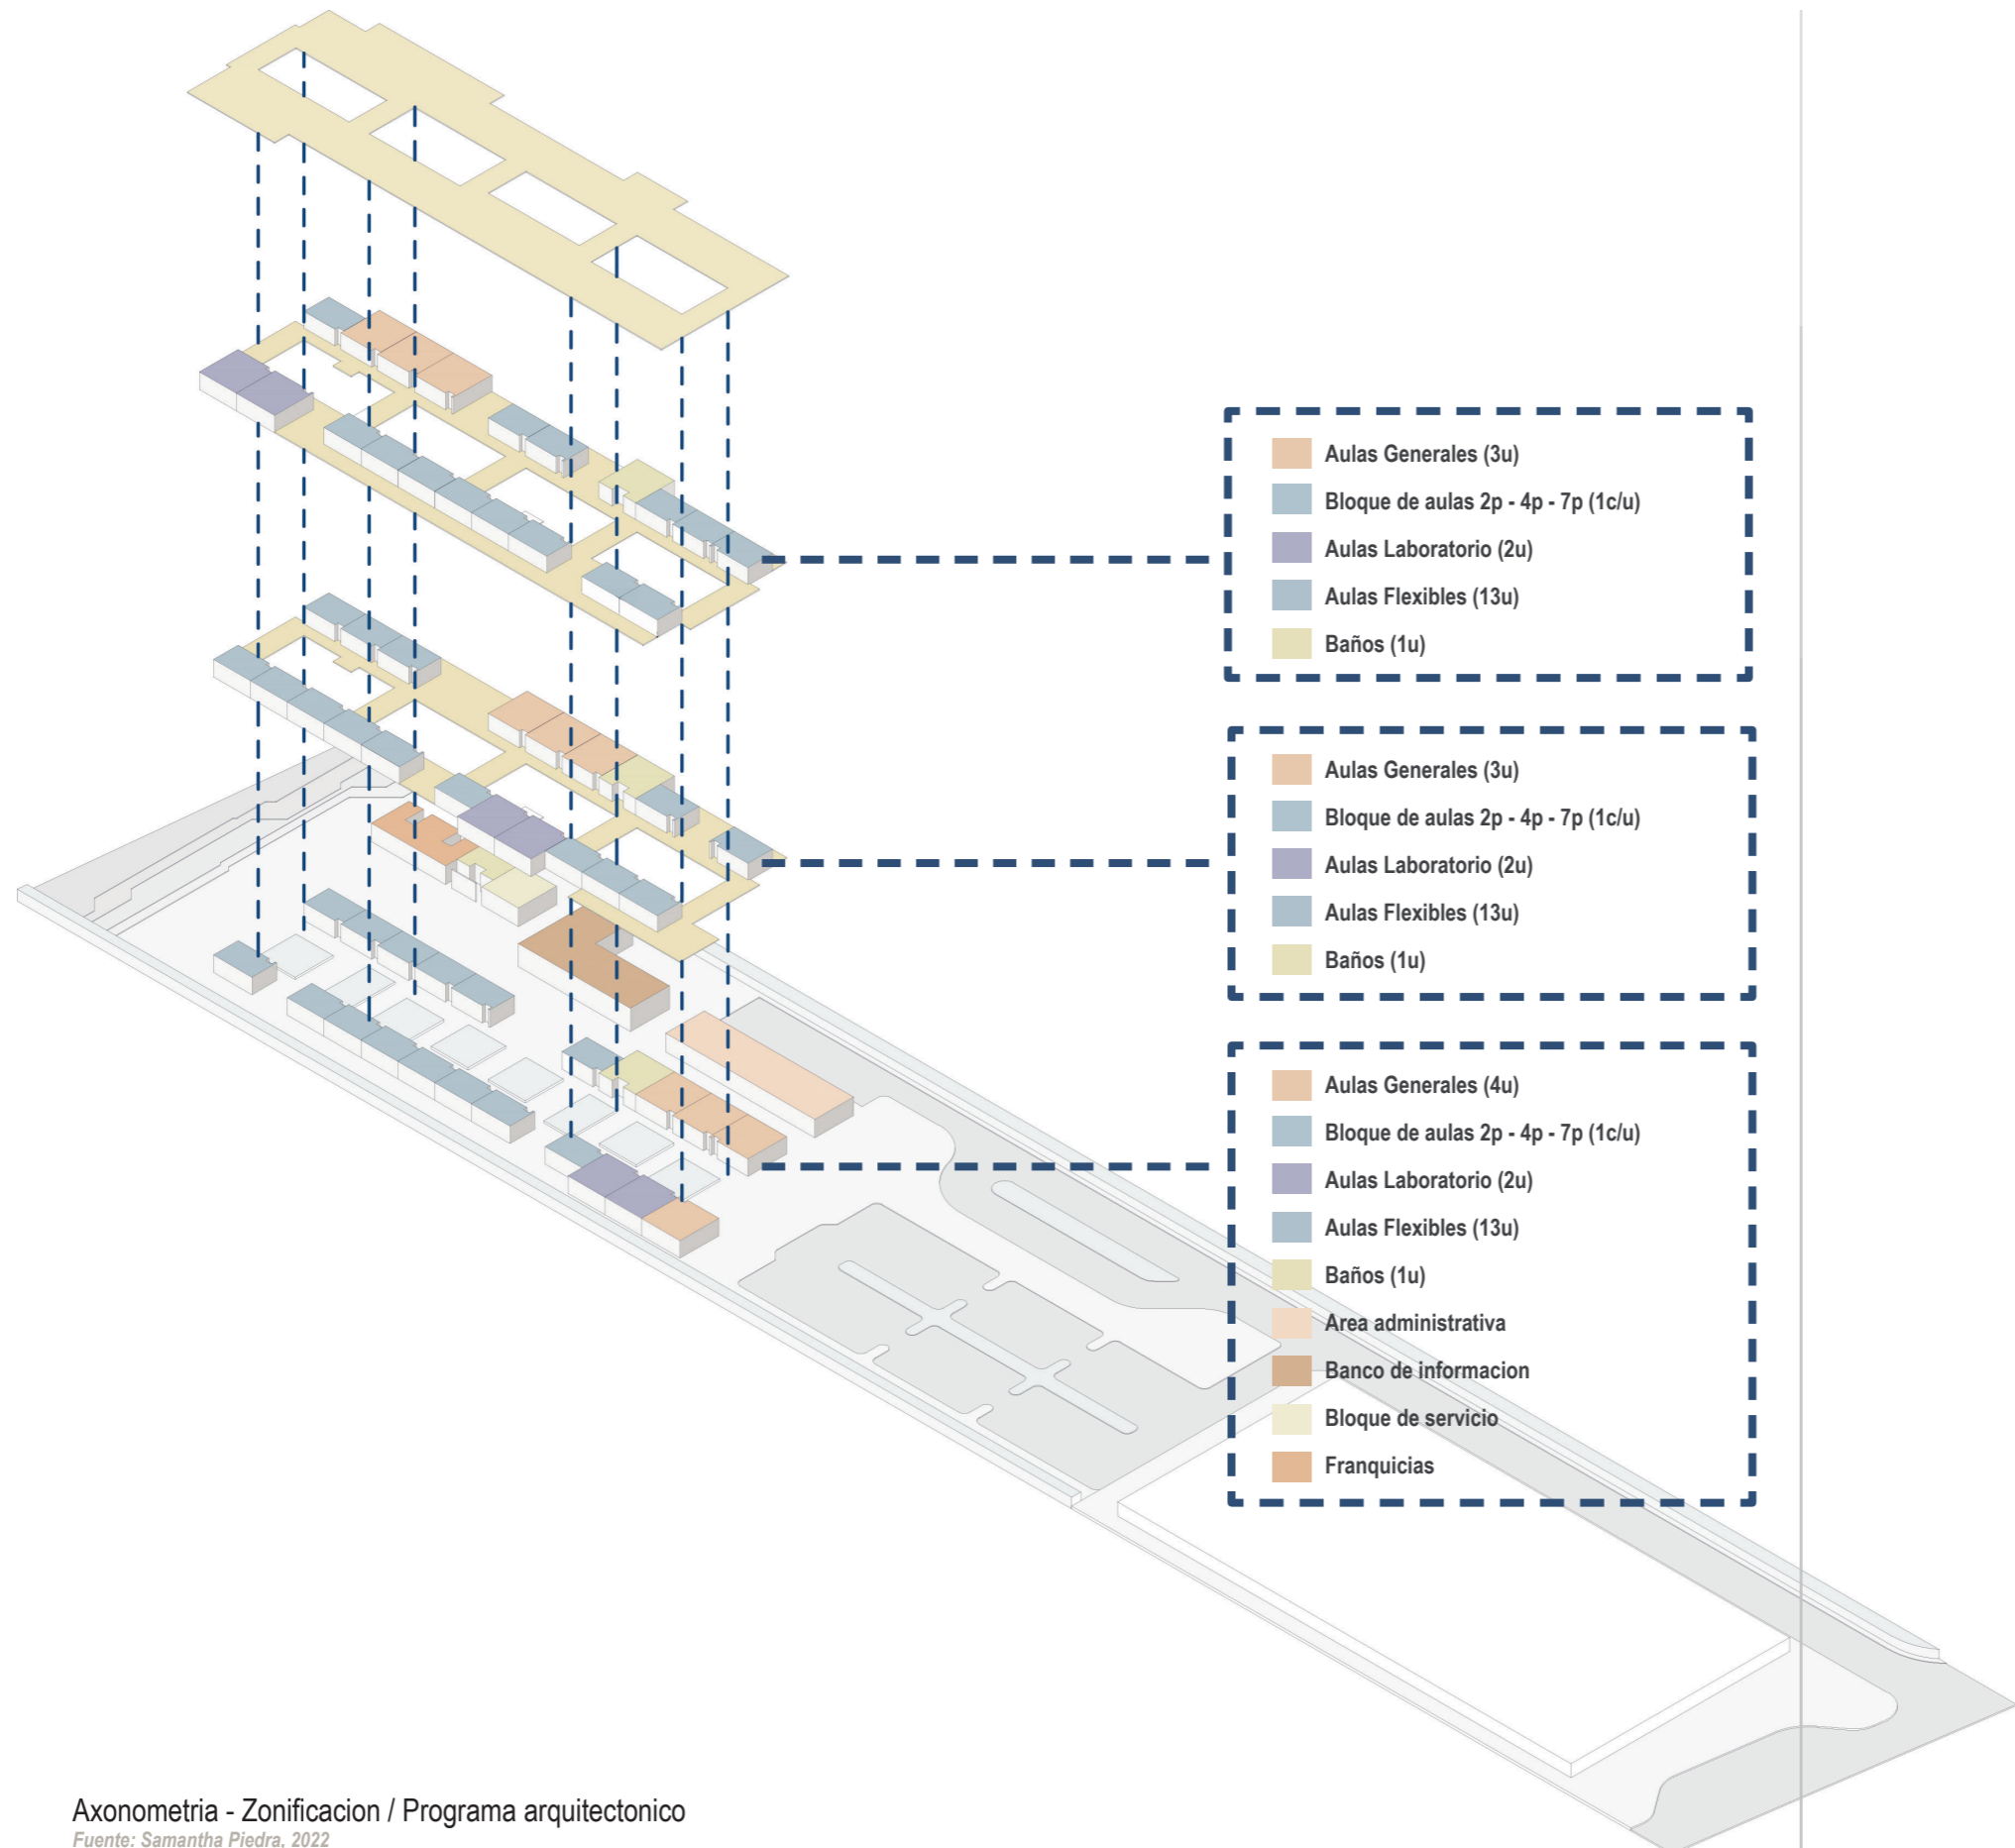 Aulas Generales (3u)
Bloque de aulas 2p - 4p - 7p (1c/u)
Aulas Laboratorio (2u)
Aulas Flexibles (13u)
Baños (1u)
Aulas Generales (3u)
Bloque de aulas 2p - 4p - 7p (1c/u)
Aulas Laboratorio (2u)
Aulas Flexibles (13u)
Baños (1u)
Aulas Generales (4u)
Bloque de aulas 2p - 4p - 7p (1c/u)
Aulas Laboratorio (2u)
Aulas Flexibles (13u)
Baños (1u)
Area administrativa
Banco de informacion
Bloque de servicio
Franquicias
Axonometria - Zonificacion / Programa arquitectonico
Fuente: Samantha Piedra, 2022